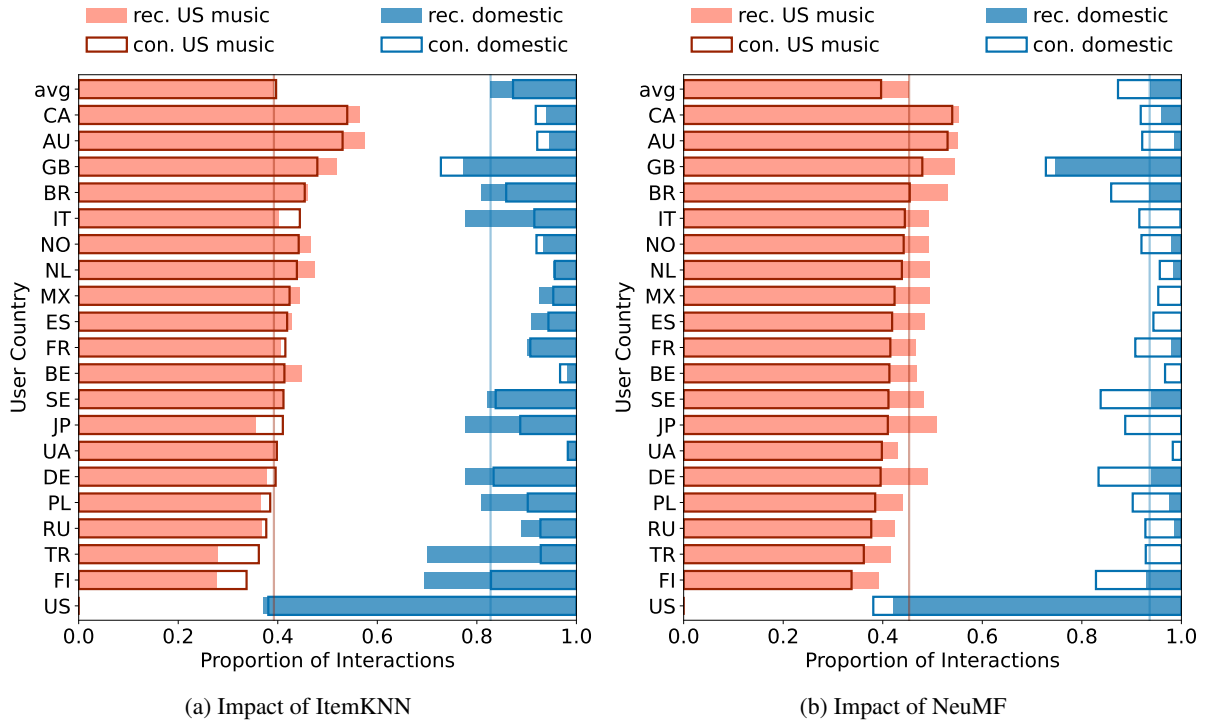 rec. US music
rec. domestic
con. US music
con. domestic
avg
CA
AU
GB
BR
IT
NO
NL
MX
ES
FR
BE
SE
JP
UA
DE
PL
RU
TR
FI
US
User Country
0.0 0.2 0.4 0.6 0.8 1.0
Proportion of Interactions
(a) Impact of ItemKNN
rec. US music
rec. domestic
con. US music
con. domestic
avg
CA
AU
GB
BR
IT
NO
NL
MX
ES
FR
BE
SE
JP
UA
DE
PL
RU
TR
FI
US
User Country
0.0 0.2 0.4 0.6 0.8 1.0
Proportion of Interactions
(b) Impact of NeuMF